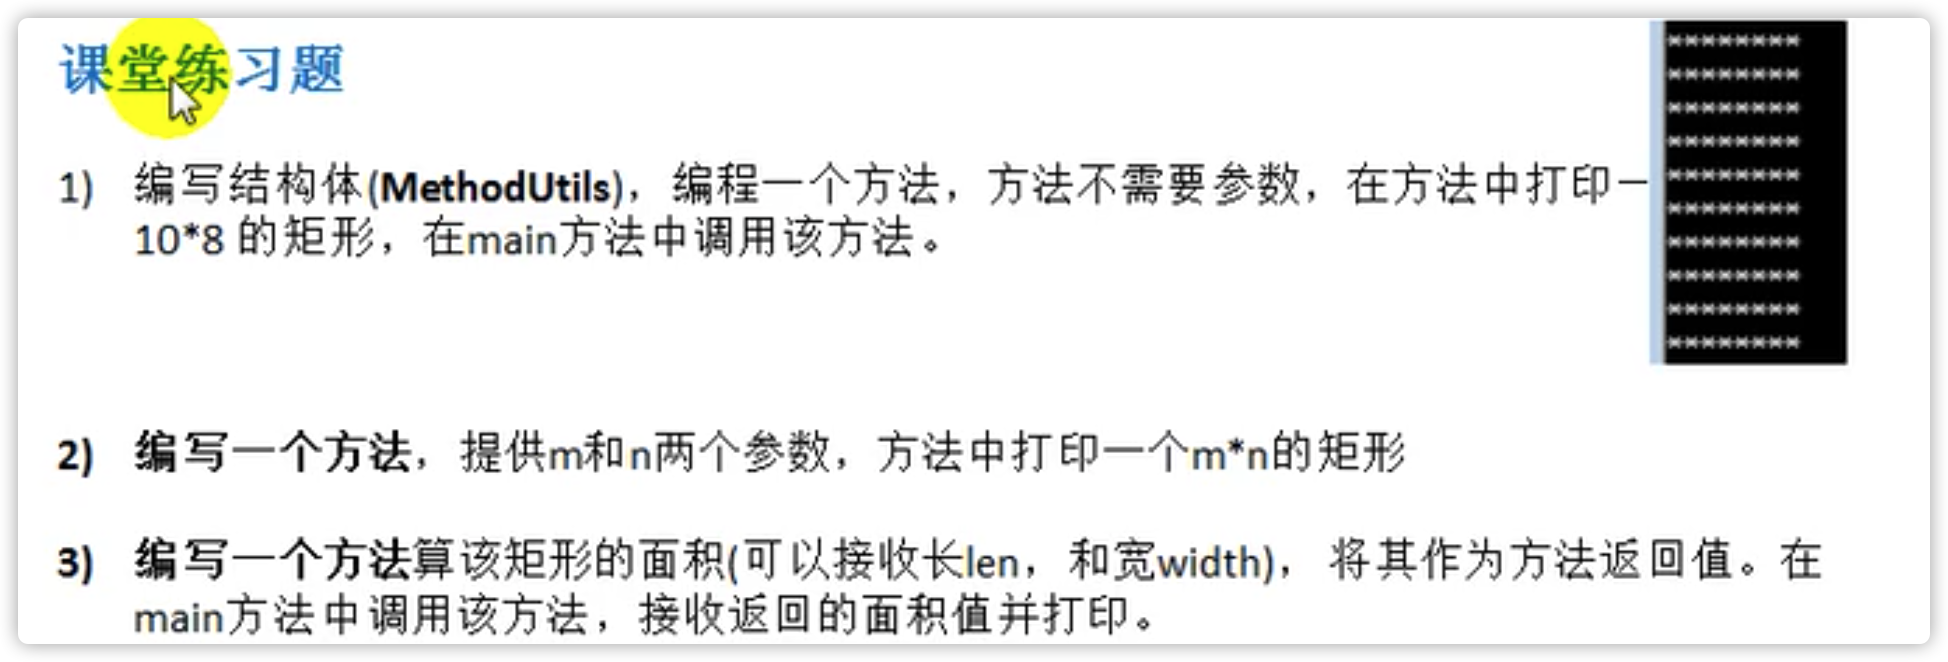 课堂练习题
1) 编写结构体(MethodUtils)，编程一个方法，方法不需要参数，在方法中打印一
10*8 的矩形，在main方法中调用该方法。
********
********
********
********
********
********
********
********
********
********
2) 编写一个方法，提供m和n两个参数，方法中打印一个m*n的矩形
3) 编写一个方法算该矩形的面积(可以接收长len，和宽width)， 将其作为方法返回值。在
main方法中调用该方法，接收返回的面积值并打印。